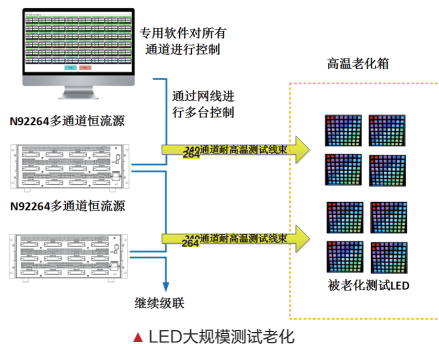 专用软件对所有
通道进行控制
高温老化箱
通过网线进
行多台控制
N92264多通道恒流源
264通道耐高温测试线束
N92264多通道恒流源
264通道耐高温测试线束
被老化测试LED
继续级联
▲ LED大规模测试老化